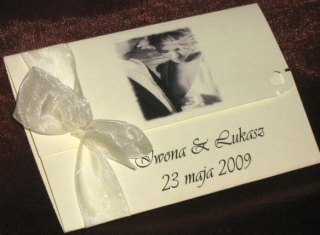 Iwona & Lukasz
23 maja 2009